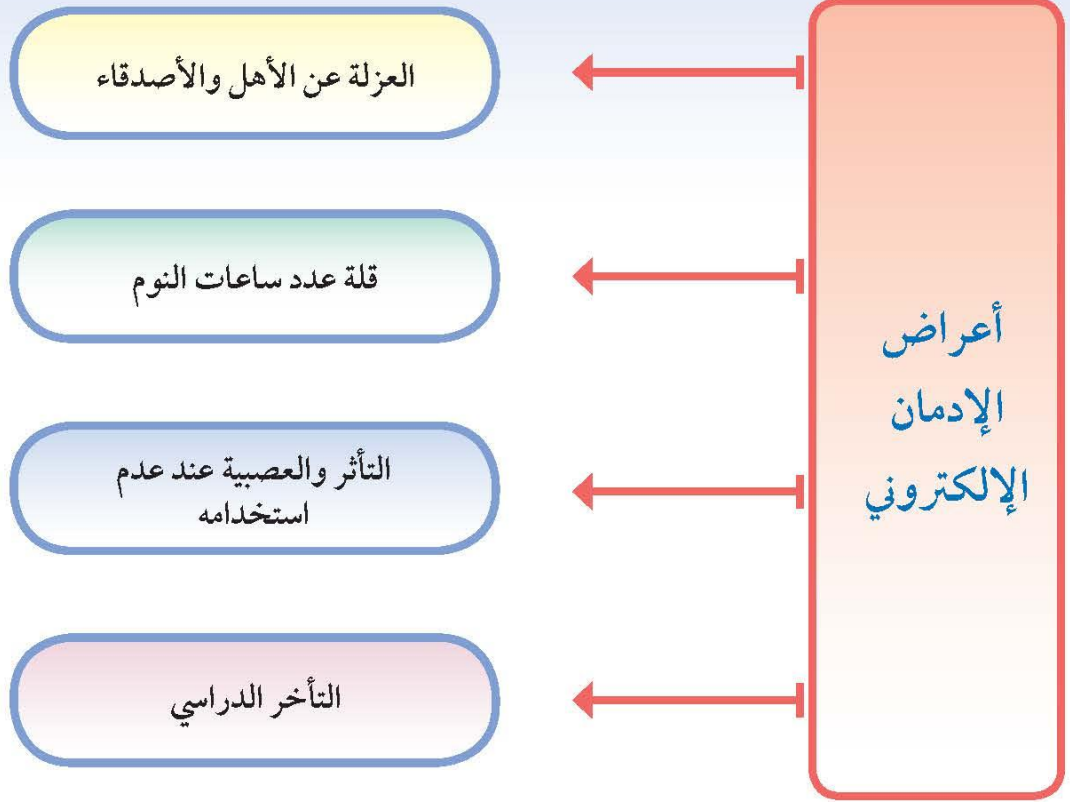 أعراض
الإدمان
الإلكتروني
العزلة عن الأهل والأصدقاء
قلة عدد ساعات النوم
التأثر والعصبية عند عدم
استخدامه
التأخر الدراسي